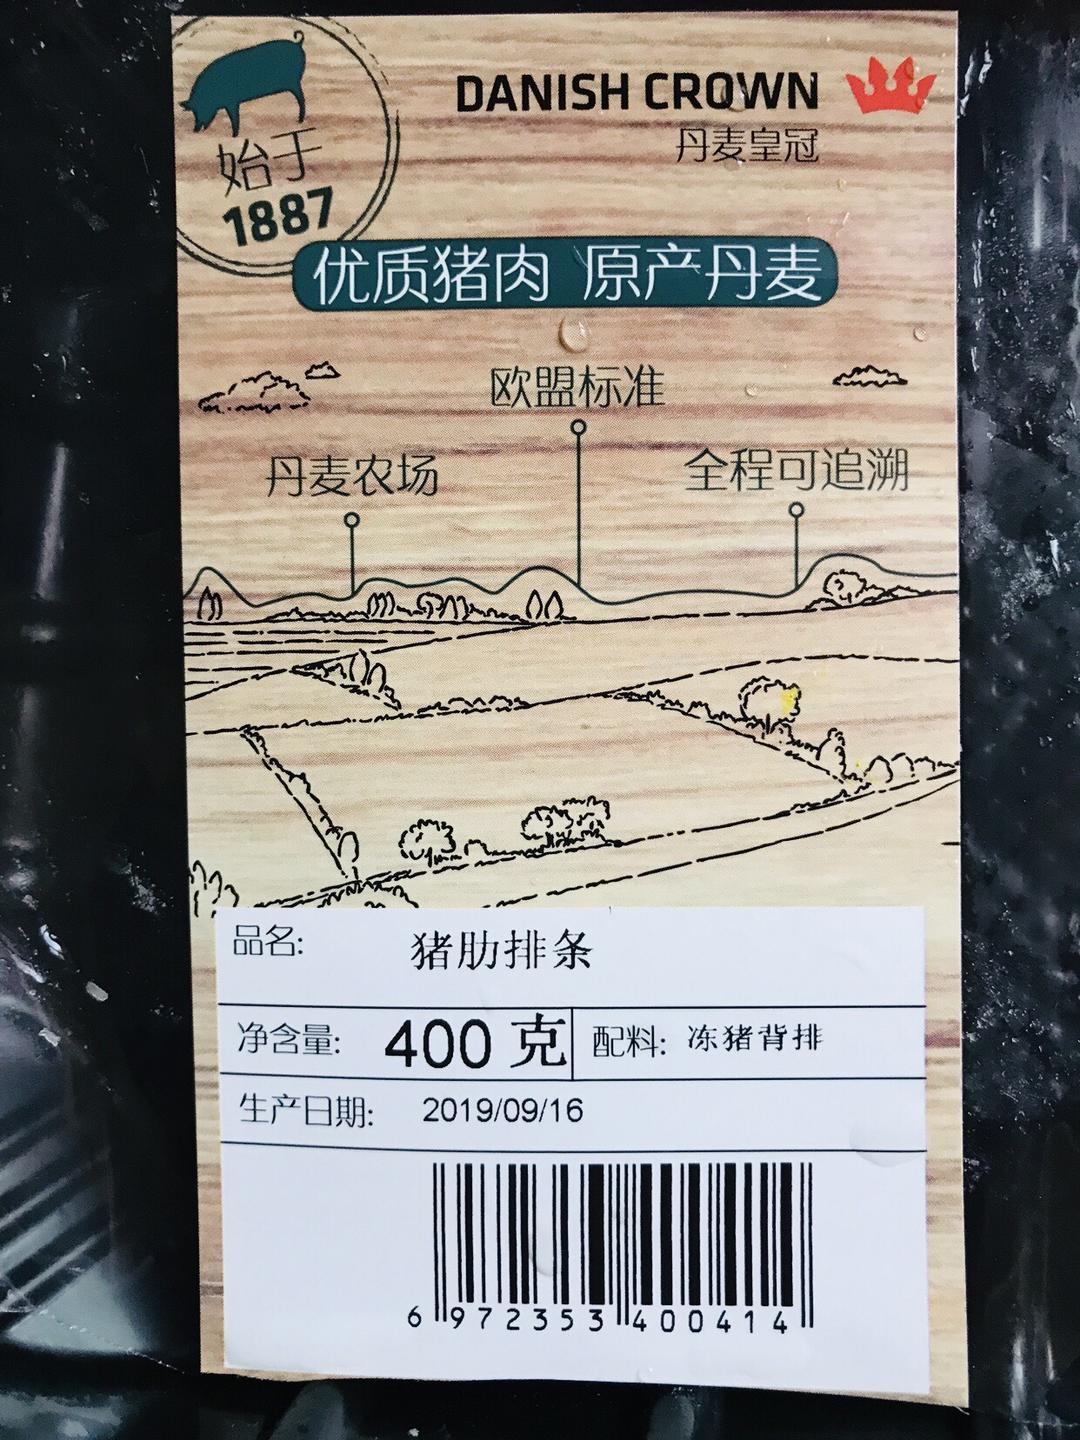 始于
1887
DANISH CROWN
丹麦皇冠
优质猪肉 原产丹麦
欧盟标准
丹麦农场
全程可追溯
品名: 猪肋排条
净含量: 400 克 配料: 冻猪背排
生产日期: 2019/09/16
6 972353 400414